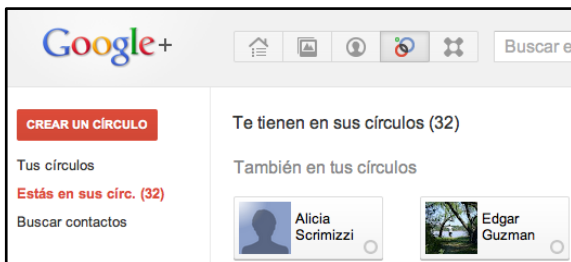 Google+
Buscar e
CREAR UN CÍRCULO
Tus círculos
Estás en sus círc. (32)
Buscar contactos
Te tienen en sus círculos (32)
También en tus círculos
Alicia
Scrimizzi
Edgar
Guzman